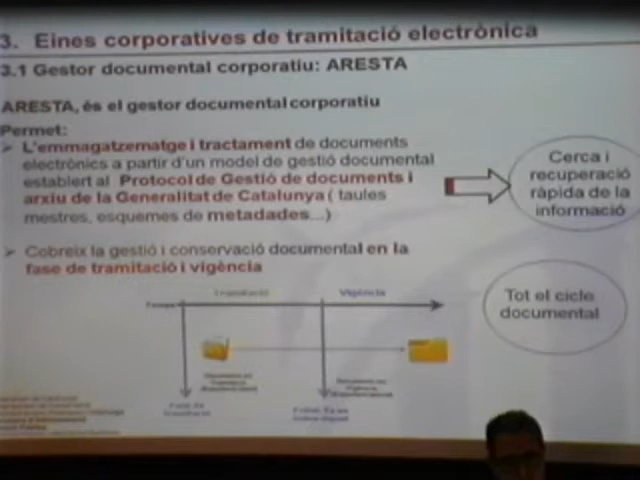 3. Eines corporatives de tramitació electrònica
3.1 Gestor documental corporatiu: ARESTA
ARESTA, és el gestor documental corporatiu
Permet:
➢ L'emmagatzematge i tractament de documents
electrònics a partir d'un model de gestió documental
establert al Protocol de Gestió de documents i
arxiu de la Generalitat de Catalunya ( taules
mestres, esquemes de metadades...)
Cerca i
recuperació
ràpida de la
informació
➢ Cobreix la gestió i conservació documental en la
fase de tramitació i vigència
Tot el cicle
documental
Tramitació
Vigència